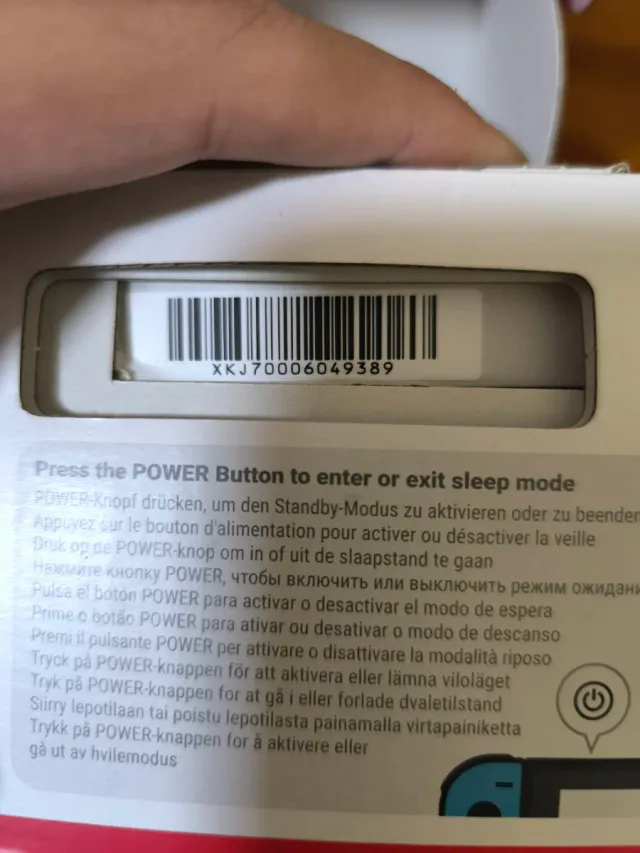 XKJ70006049389
Press the POWER Button to enter or exit sleep mode
POWER-Knopf drücken, um den Standby-Modus zu aktivieren oder zu beenden
Appuyez sur le bouton d'alimentation pour activer ou désactiver la veille
Druk op de POWER-knop om in of uit de slaapstand te gaan
Нажмите кнопку POWER, чтобы включить или выключить режим ожидани
Pulsa el botón POWER para activar o desactivar el modo de espera
Prime o botão POWER para ativar ou desativar o modo de descanso
Premi il pulsante POWER per attivare o disattivare la modalità riposo
Tryck på POWER-knappen för att aktivera eller lämna viloläget
Tryk på POWER-knappen for at gå i eller forlade dvaletilstand
Siirry lepotilaan tai poistu lepotilasta painamalla virtapainiketta
Trykk på POWER-knappen for å aktivere eller
gå ut av hvilemodus